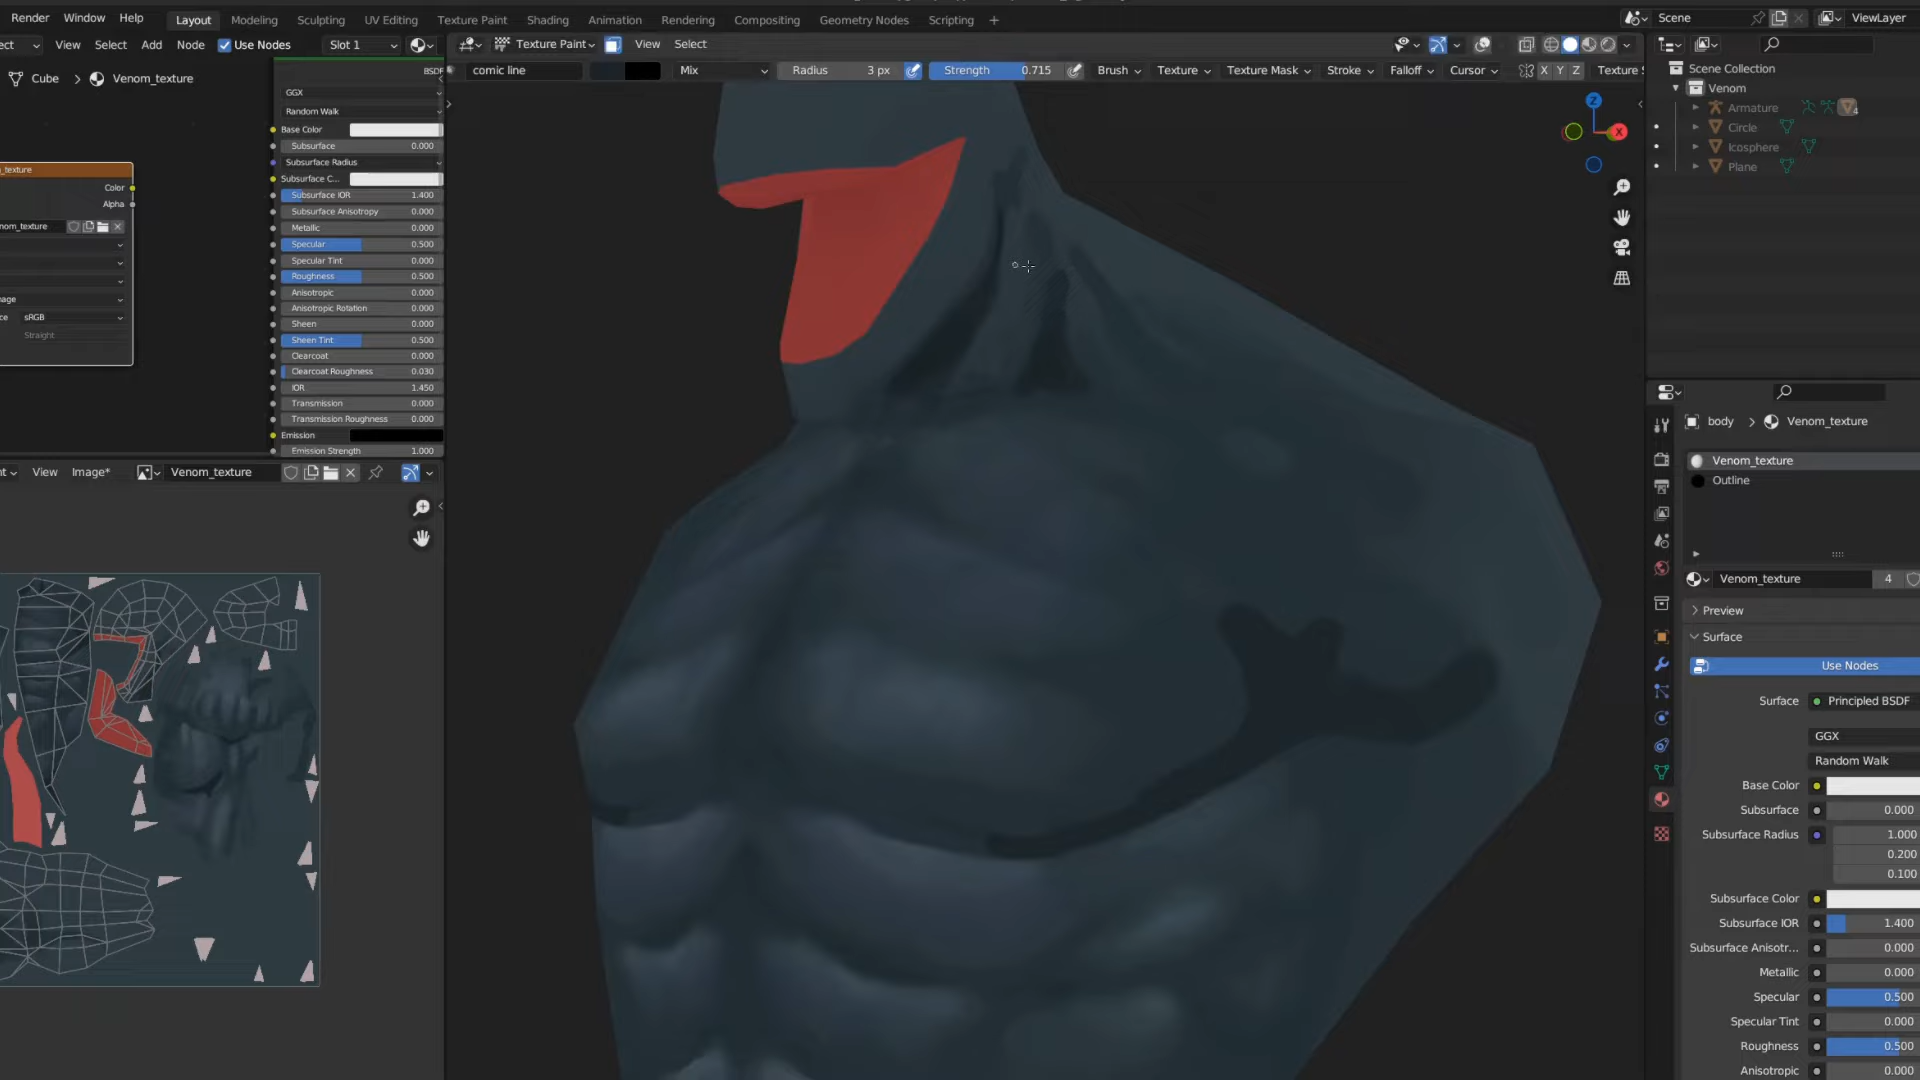 Render Window Help Layout Modeling Sculpting UV Editing Texture Paint Shading Animation Rendering Compositing Geometry Nodes Scripting + Scene ViewLayer
View Select Add Node Use Nodes Slot 1
Texture Paint View Select
comic line Mix Radius 3 px Strength 0.715 Brush Texture Texture Mask Stroke Falloff Cursor X Y Z Texture
Cube > Venom_texture
BSDF
GGX
Random Walk
Base Color
Subsurface 0.000
Subsurface Radius
Subsurface C...
Subsurface IOR 1.400
Subsurface Anisotropy 0.000
Metallic 0.000
Specular 0.500
Specular Tint 0.000
Roughness 0.500
Anisotropic 0.000
Anisotropic Rotation 0.000
Sheen 0.000
Sheen Tint 0.500
Clearcoat 0.000
Clearcoat Roughness 0.030
IOR 1.450
Transmission 0.000
Transmission Roughness 0.000
Emission
Emission Strength 1.000
Color
Alpha
sRGB
Straight
View Image* Venom_texture
Z
X
Scene Collection
Venom
Armature 4
Circle
Icosphere
Plane
body > Venom_texture
Venom_texture
Outline
Venom_texture 4
Preview
Surface
Use Nodes
Surface Principled BSDF
GGX
Random Walk
Base Color
Subsurface 0.000
Subsurface Radius 1.000
0.200
0.100
Subsurface Color
Subsurface IOR 1.400
Subsurface Anisotr... 0.000
Metallic 0.000
Specular 0.500
Specular Tint 0.000
Roughness 0.500
Anisotropic 0.000